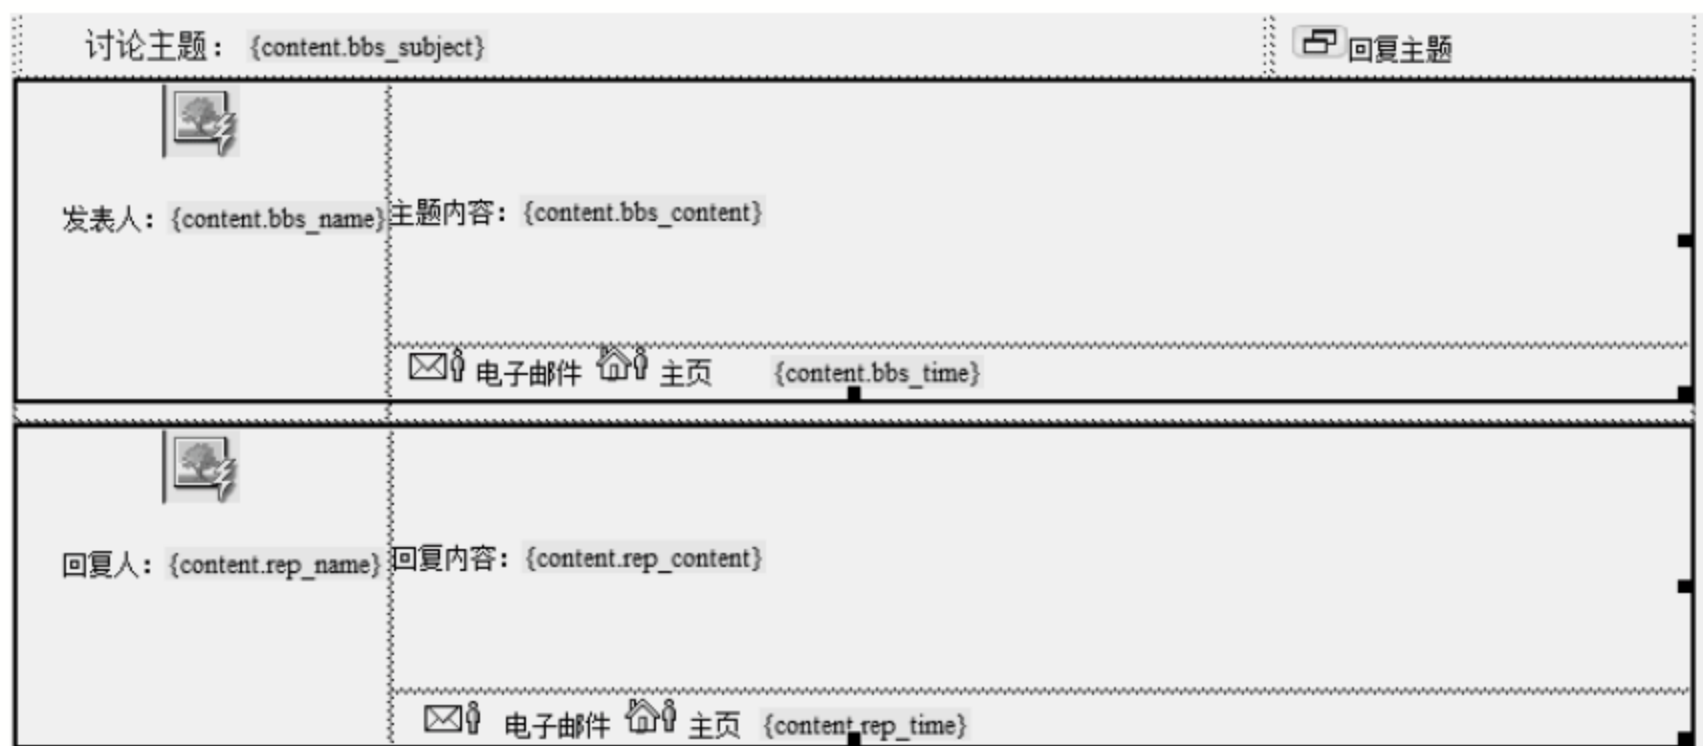 讨论主题： {content.bbs_subject} 回复主题
发表人： {content.bbs_name} 主题内容： {content.bbs_content}
电子邮件 主页 {content.bbs_time}
回复人： {content.rep_name} 回复内容： {content.rep_content}
电子邮件 主页 {content.rep_time}